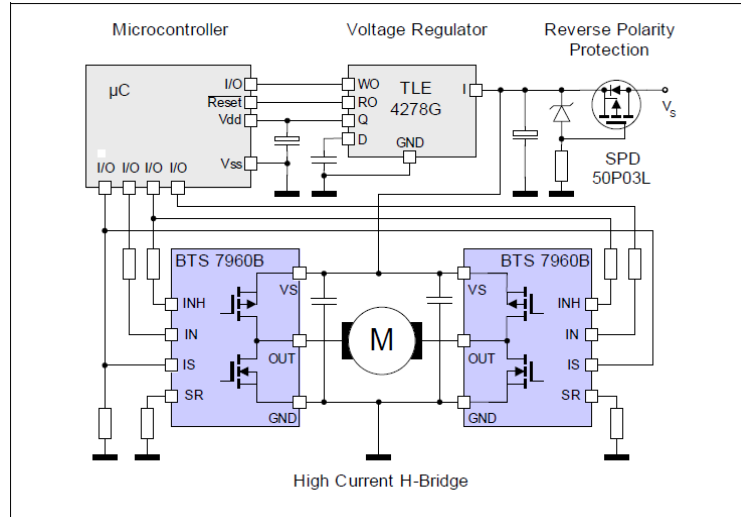 Microcontroller
Voltage Regulator
Reverse Polarity
Protection
µC
I/O
Reset
Vdd
Vss
I/O I/O I/O I/O
WO
RO
Q
D
TLE
4278G
I
GND
V_S
SPD
50P03L
BTS 7960B
VS
INH
IN
IS
SR
OUT
GND
M
BTS 7960B
VS
INH
IN
IS
SR
OUT
GND
High Current H-Bridge